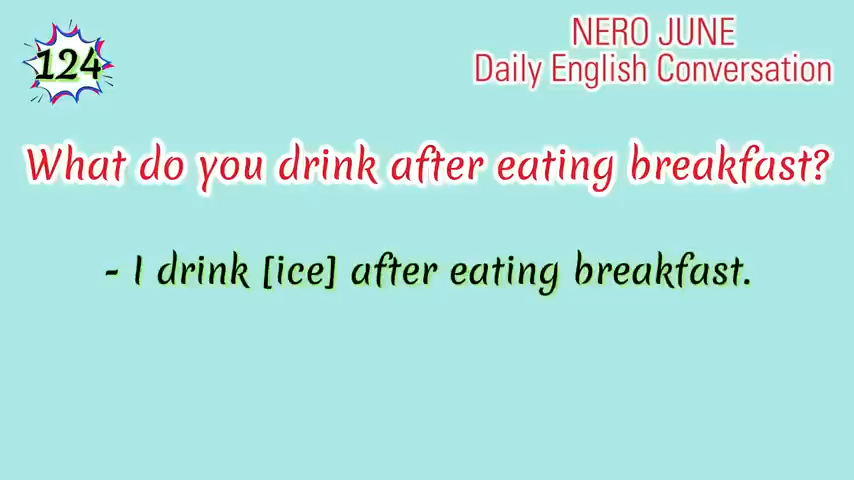 124
NERO JUNE
Daily English Conversation
What do you drink after eating breakfast?
- I drink [ice] after eating breakfast.